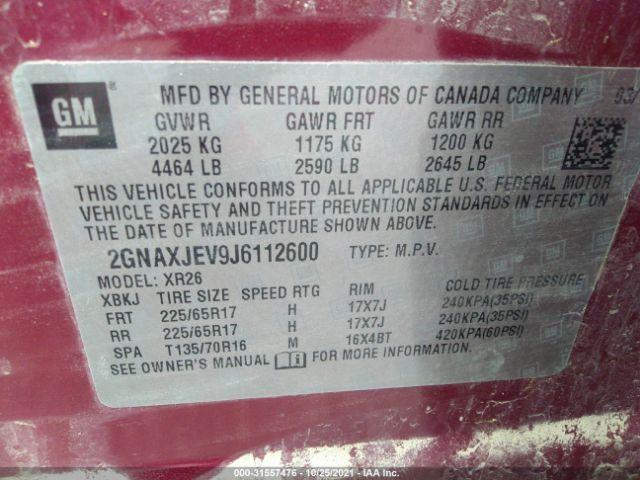 GM ®
MFD BY GENERAL MOTORS OF CANADA COMPANY 03/
GVWR GAWR FRT GAWR RR
2025 KG 1175 KG 1200 KG
4464 LB 2590 LB 2645 LB
THIS VEHICLE CONFORMS TO ALL APPLICABLE U.S. FEDERAL MOTOR
VEHICLE SAFETY AND THEFT PREVENTION STANDARDS IN EFFECT ON
THE DATE OF MANUFACTURE SHOWN ABOVE.
2GNAXJEV9J6112600 TYPE: M.P.V.
MODEL: XR26
XBKJ TIRE SIZE SPEED RTG RIM COLD TIRE PRESSURE
FRT 225/65R17 H 17X7J 240KPA(35PSI)
RR 225/65R17 H 17X7J 240KPA(35PSI)
SPA T135/70R16 M 16X4BT 420KPA(60PSI)
SEE OWNER'S MANUAL FOR MORE INFORMATION
000-31557476 10/25/2021 IAA Inc.